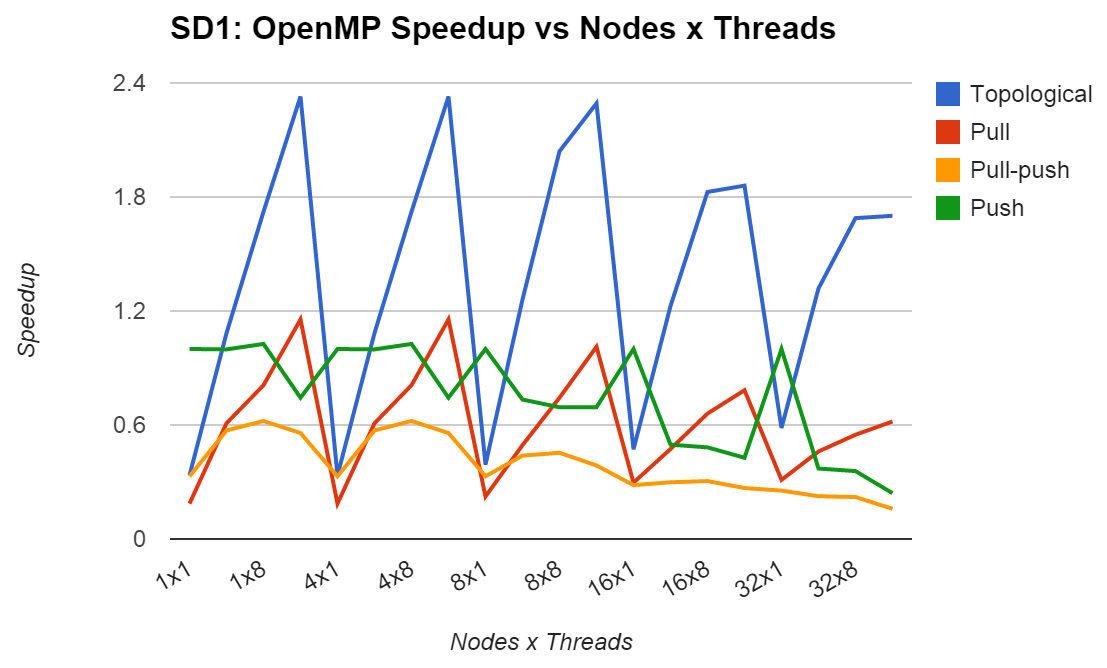 SD1: OpenMP Speedup vs Nodes x Threads
2.4
1.8
1.2
0.6
0
Speedup
1x1
1x8
4x1
4x8
8x1
8x8
16x1
16x8
32x1
32x8
Nodes x Threads
Topological
Pull
Pull-push
Push